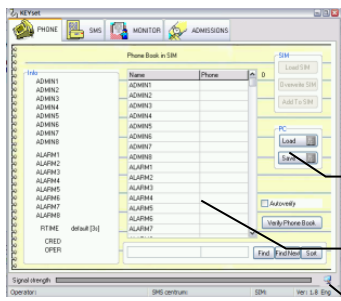 KEYset
PHONE SMS MONITOR ADMISSIONS
Phone Book in SIM
Info
ADMIN1
ADMIN2
ADMIN3
ADMIN4
ADMIN5
ADMIN6
ADMIN7
ADMIN8
ALARM1
ALARM2
ALARM3
ALARM4
ALARM5
ALARM6
ALARM7
ALARM8
RTIME default [3s]
CRED
OPER
Name Phone
ADMIN1
ADMIN2
ADMIN3
ADMIN4
ADMIN5
ADMIN6
ADMIN7
ADMIN8
ALARM1
ALARM2
ALARM3
ALARM4
ALARM5
ALARM6
ALARM7
0
SIM
Load SIM
Overwrite SIM
Add To SIM
PC
Load
Save
Autoverify
Verify Phone Book
Find Find Next Sort
Signal strength
Operator: SMS centrum: SIM: Ver: 1.8 Eng